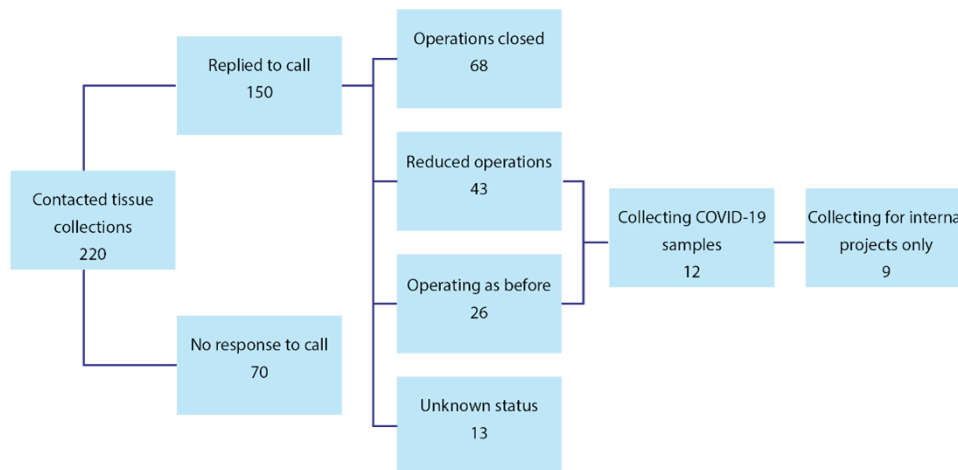 Operations closed
68
Replied to call
150
Reduced operations
43
Contacted tissue
collections
220
Collecting COVID-19
samples
12
Collecting for interna
projects only
9
Operating as before
26
No response to call
70
Unknown status
13